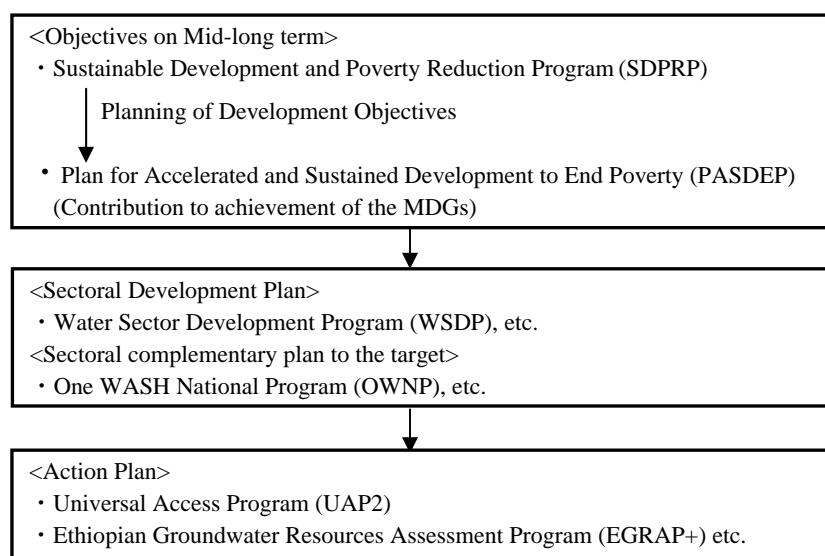 <Objectives on Mid-long term>
・Sustainable Development and Poverty Reduction Program (SDPRP)
Planning of Development Objectives
・Plan for Accelerated and Sustained Development to End Poverty (PASDEP)
(Contribution to achievement of the MDGs)
<Sectoral Development Plan>
・Water Sector Development Program (WSDP), etc.
<Sectoral complementary plan to the target>
・One WASH National Program (OWNP), etc.
<Action Plan>
・Universal Access Program (UAP2)
・Ethiopian Groundwater Resources Assessment Program (EGRAP+) etc.